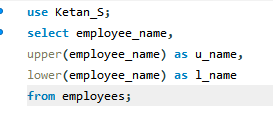 use Ketan_S;
select employee_name,
upper(employee_name) as u_name,
lower(employee_name) as l_name
from employees;